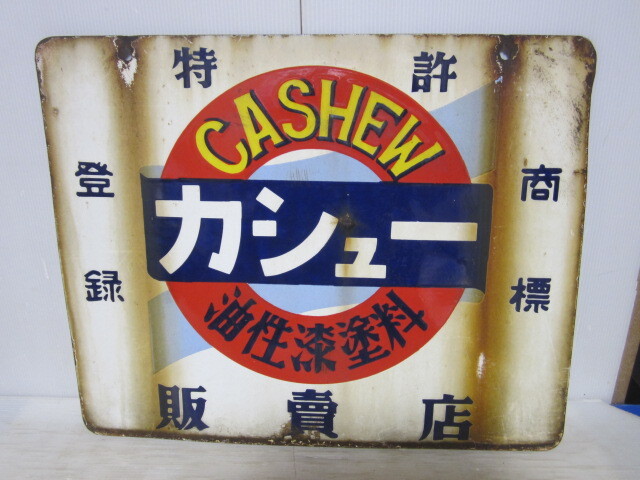 特許
CASHEW
登録
商標
カシュー
油性漆塗料
販賣店